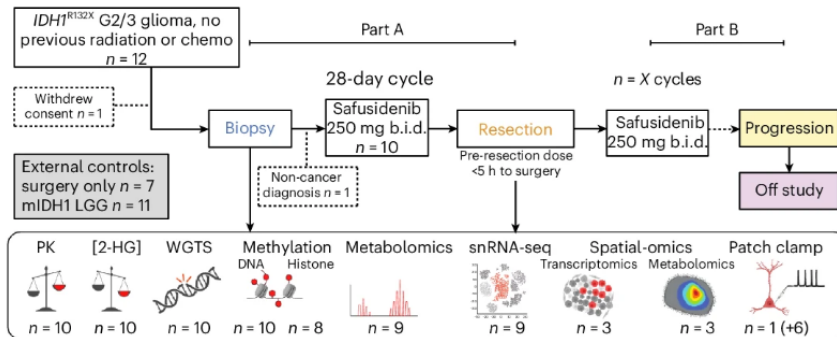 IDH1R132X G2/3 glioma, no
previous radiation or chemo
n = 12
Part A
Part B
28-day cycle
n = X cycles
Withdrew
consent n = 1
Biopsy
Safusidenib
250 mg b.i.d.
n = 10
Resection
Safusidenib
250 mg b.i.d.
Progression
Pre-resection dose
<5 h to surgery
Non-cancer
diagnosis n = 1
External controls:
surgery only n = 7
mIDH1 LGG n = 11
Off study
PK [2-HG] WGTS Methylation Metabolomics snRNA-seq Spatial-omics Patch clamp
DNA Histone Transcriptomics Metabolomics
n = 10 n = 10 n = 10 n = 10 n = 8 n = 9 n = 9 n = 3 n = 3 n = 1 (+6)